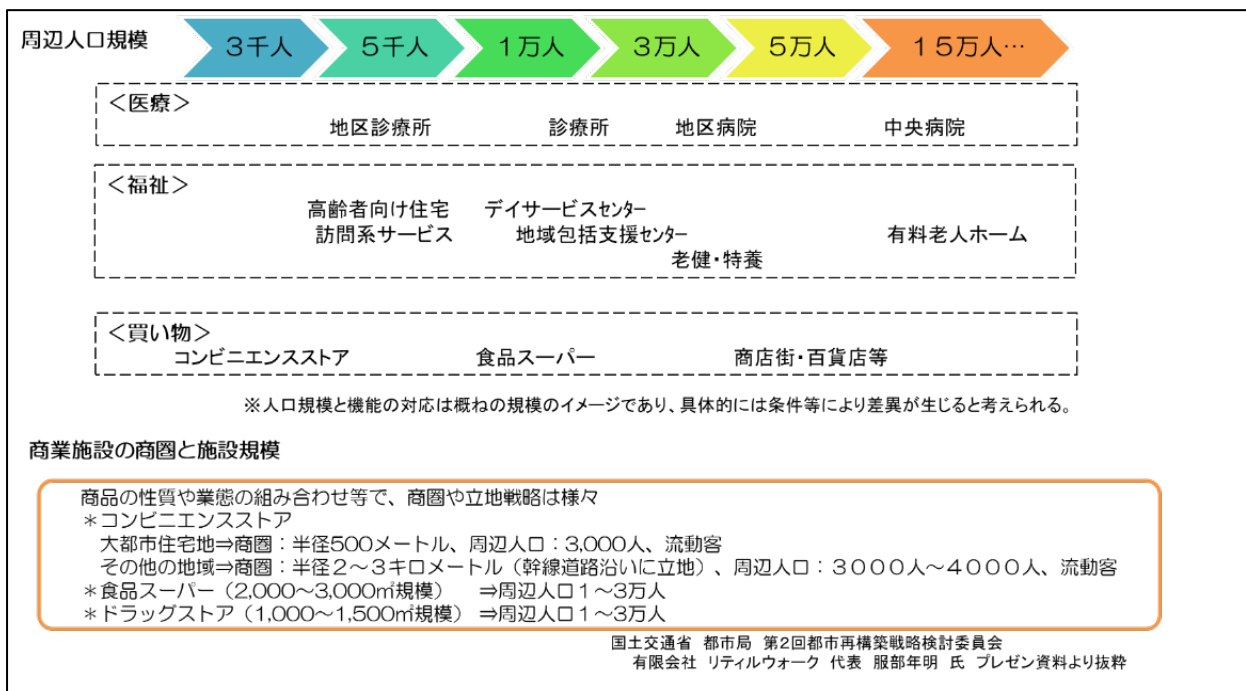 周辺人口規模
３千人 ５千人 １万人 ３万人 ５万人 １５万人…
＜医療＞
地区診療所 診療所 地区病院 中央病院
＜福祉＞
高齢者向け住宅 デイサービスセンター
訪問系サービス 地域包括支援センター 有料老人ホーム
老健・特養
＜買い物＞
コンビニエンスストア 食品スーパー 商店街・百貨店等
※人口規模と機能の対応は概ねの規模のイメージであり、具体的には条件等により差異が生じると考えられる。
商業施設の商圏と施設規模
商品の性質や業態の組み合わせ等で、商圏や立地戦略は様々
＊コンビニエンスストア
大都市住宅地⇒商圏：半径500メートル、周辺人口：3,000人、流動客
その他の地域⇒商圏：半径２～３キロメートル（幹線道路沿いに立地）、周辺人口：３０００人～４０００人、流動客
＊食品スーパー（2,000～3,000㎡規模） ⇒周辺人口１～３万人
＊ドラッグストア（1,000～1,500㎡規模） ⇒周辺人口１～３万人
国土交通省 都市局 第2回都市再構築戦略検討委員会
有限会社 リティルウォーク 代表 服部年明 氏 プレゼン資料より抜粋